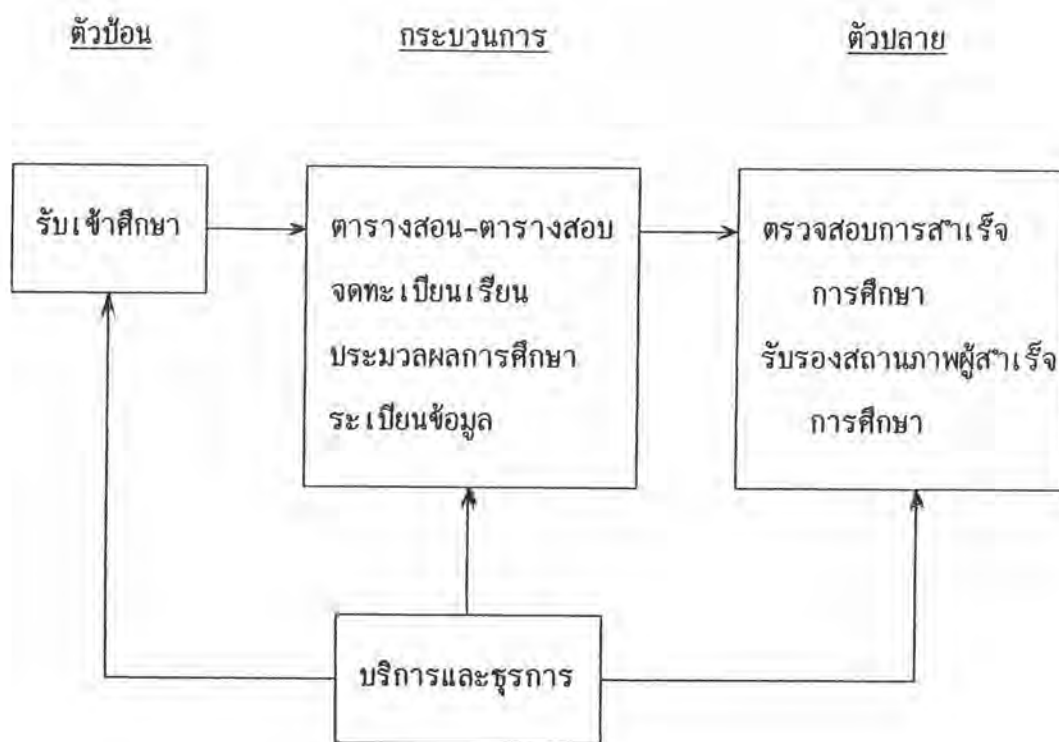 ตัวป้อน
กระบวนการ
ตัวปลาย
รับเข้าศึกษา
ตารางสอน-ตารางสอบ
จดทะเบียนเรียน
ประมวลผลการศึกษา
ระเบียนข้อมูล
ตรวจสอบการสำเร็จ
การศึกษา
รับรองสถานภาพผู้สำเร็จ
การศึกษา
บริการและธุรการ